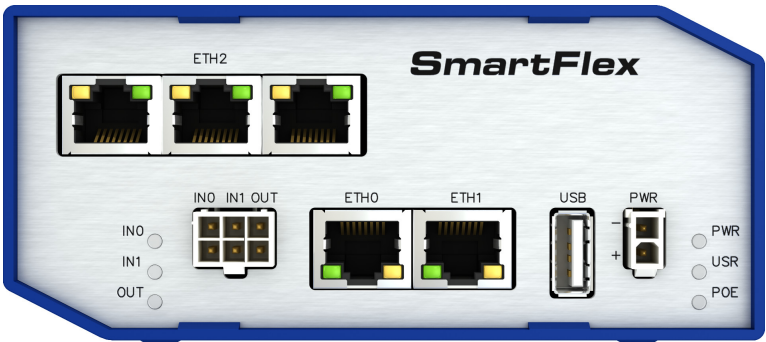 ETH2
SmartFlex
IN0 IN1 OUT
ETH0
ETH1
USB
PWR
IN0
IN1
OUT
-
+
PWR
USR
POE